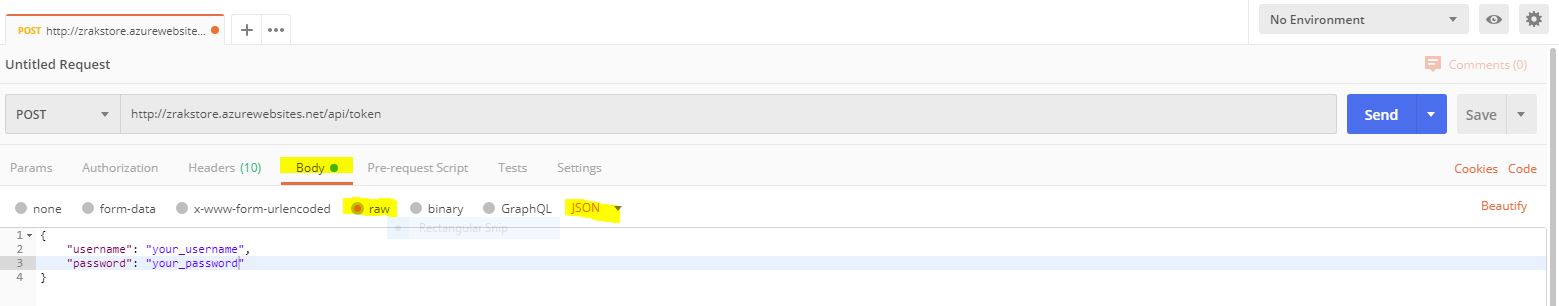 POST http://zrakstore.azurewebsite... + ••• No Environment
Untitled Request Comments (0)
POST http://zrakstore.azurewebsites.net/api/token Send Save
Params Authorization Headers (10) Body Pre-request Script Tests Settings Cookies Code
none form-data x-www-form-urlencoded raw binary GraphQL JSON Beautify
Rectangular Snip
1 {
2 "username": "your_username",
3 "password": "your_password"
4 }